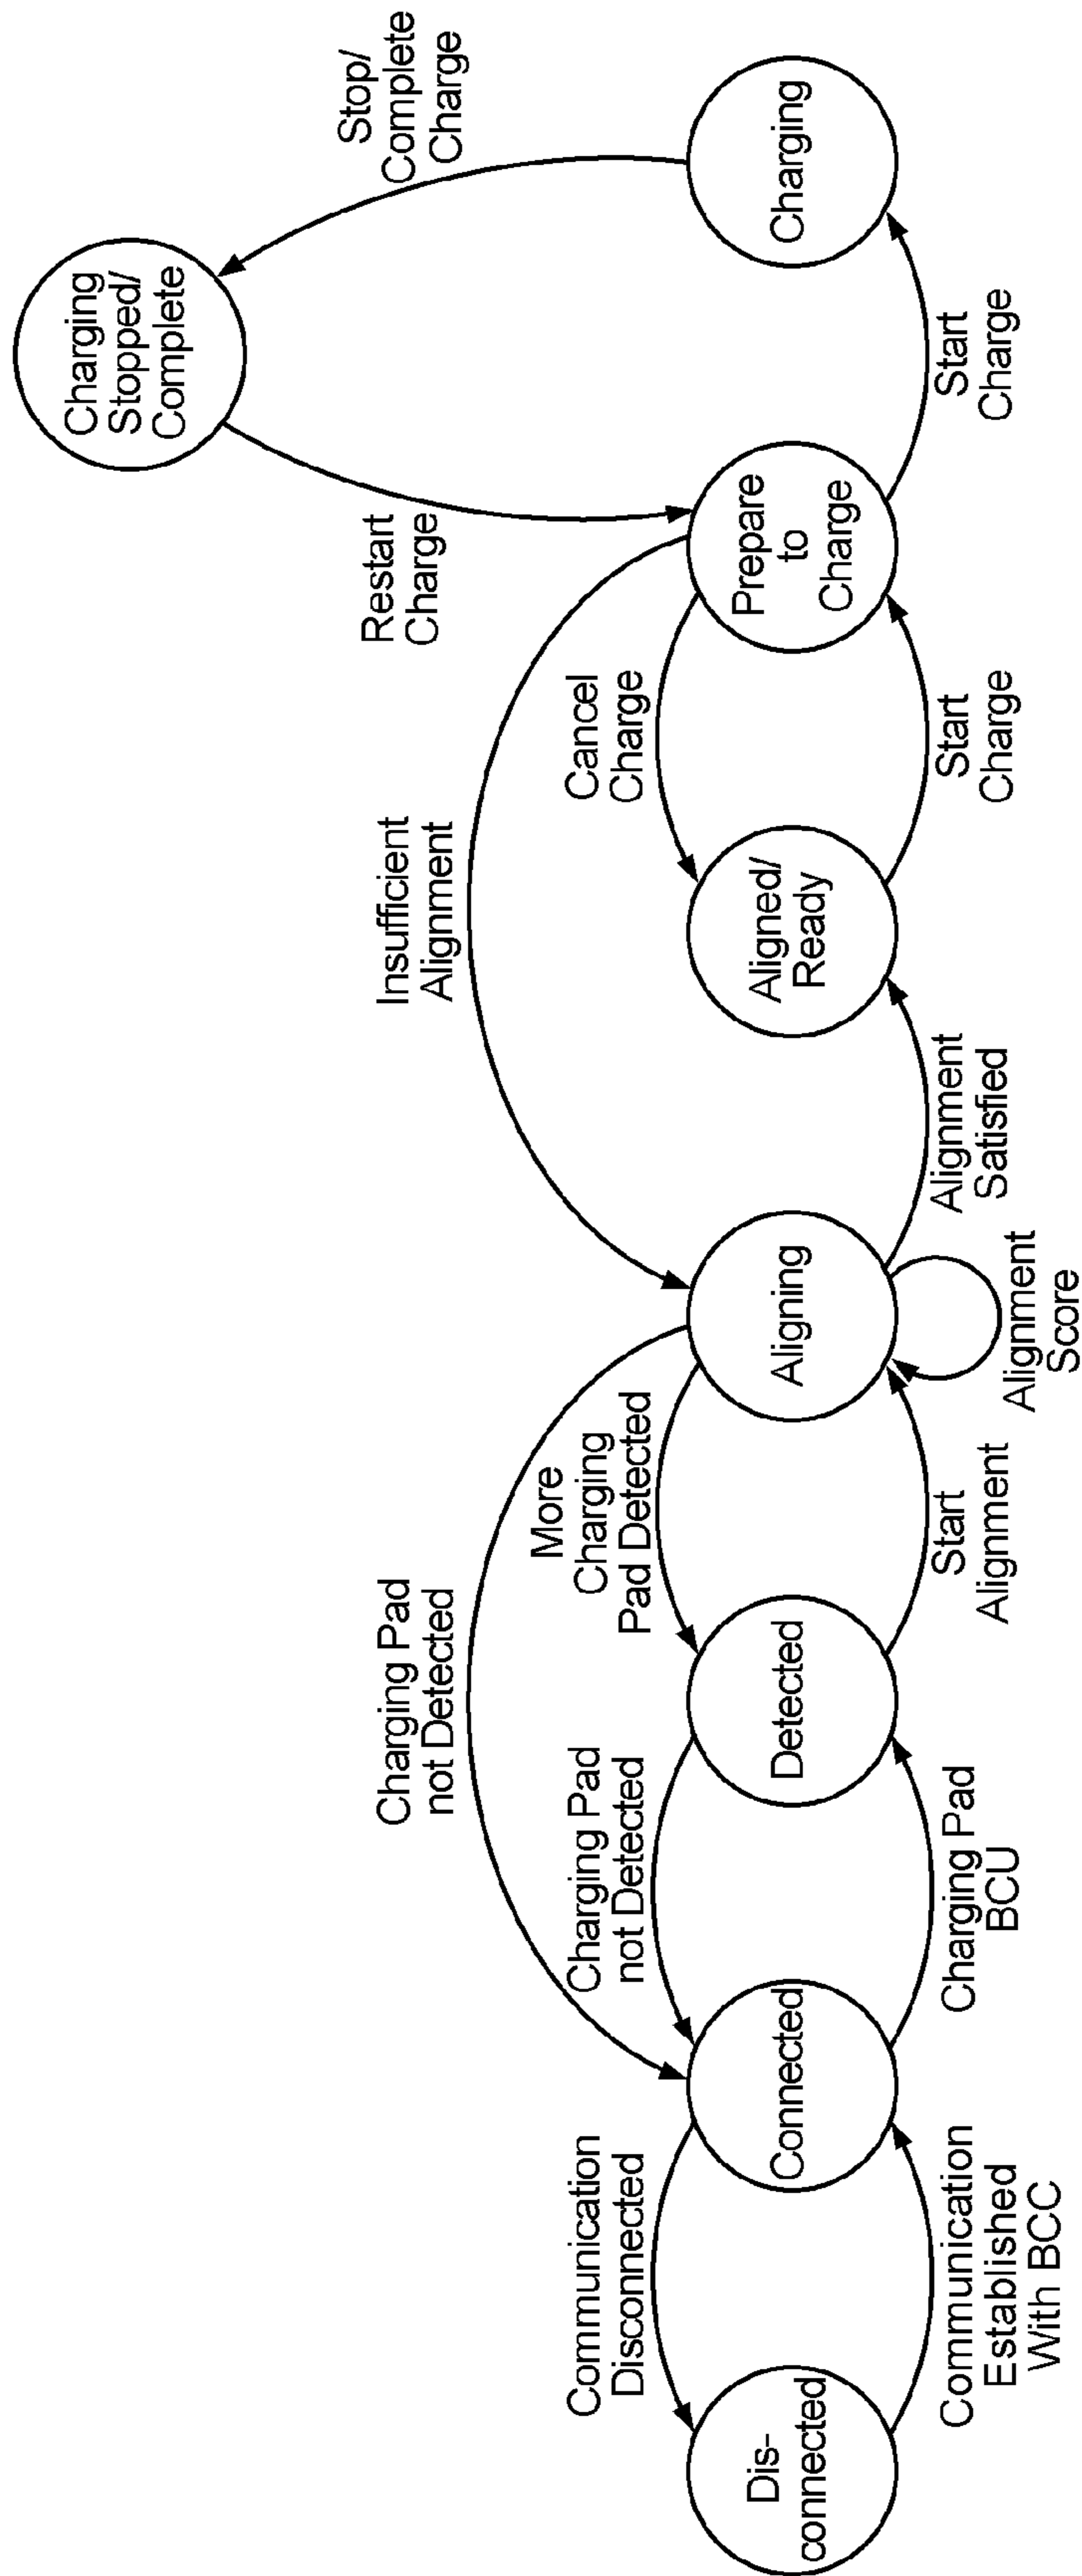 Charging
Stopped/
Complete
Stop/
Complete
Charge
Restart
Charge
Insufficient
Alignment
Charging Pad
not Detected
Communication
Disconnected
Charging Pad
not Detected
More
Charging
Pad Detected
Cancel
Charge
Dis-
connected
Connected
Detected
Aligning
Aligned/
Ready
Prepare
to
Charge
Charging
Communication
Established
With BCC
Charging Pad
BCU
Start
Alignment
Alignment
Score
Alignment
Satisfied
Start
Charge
Start
Charge